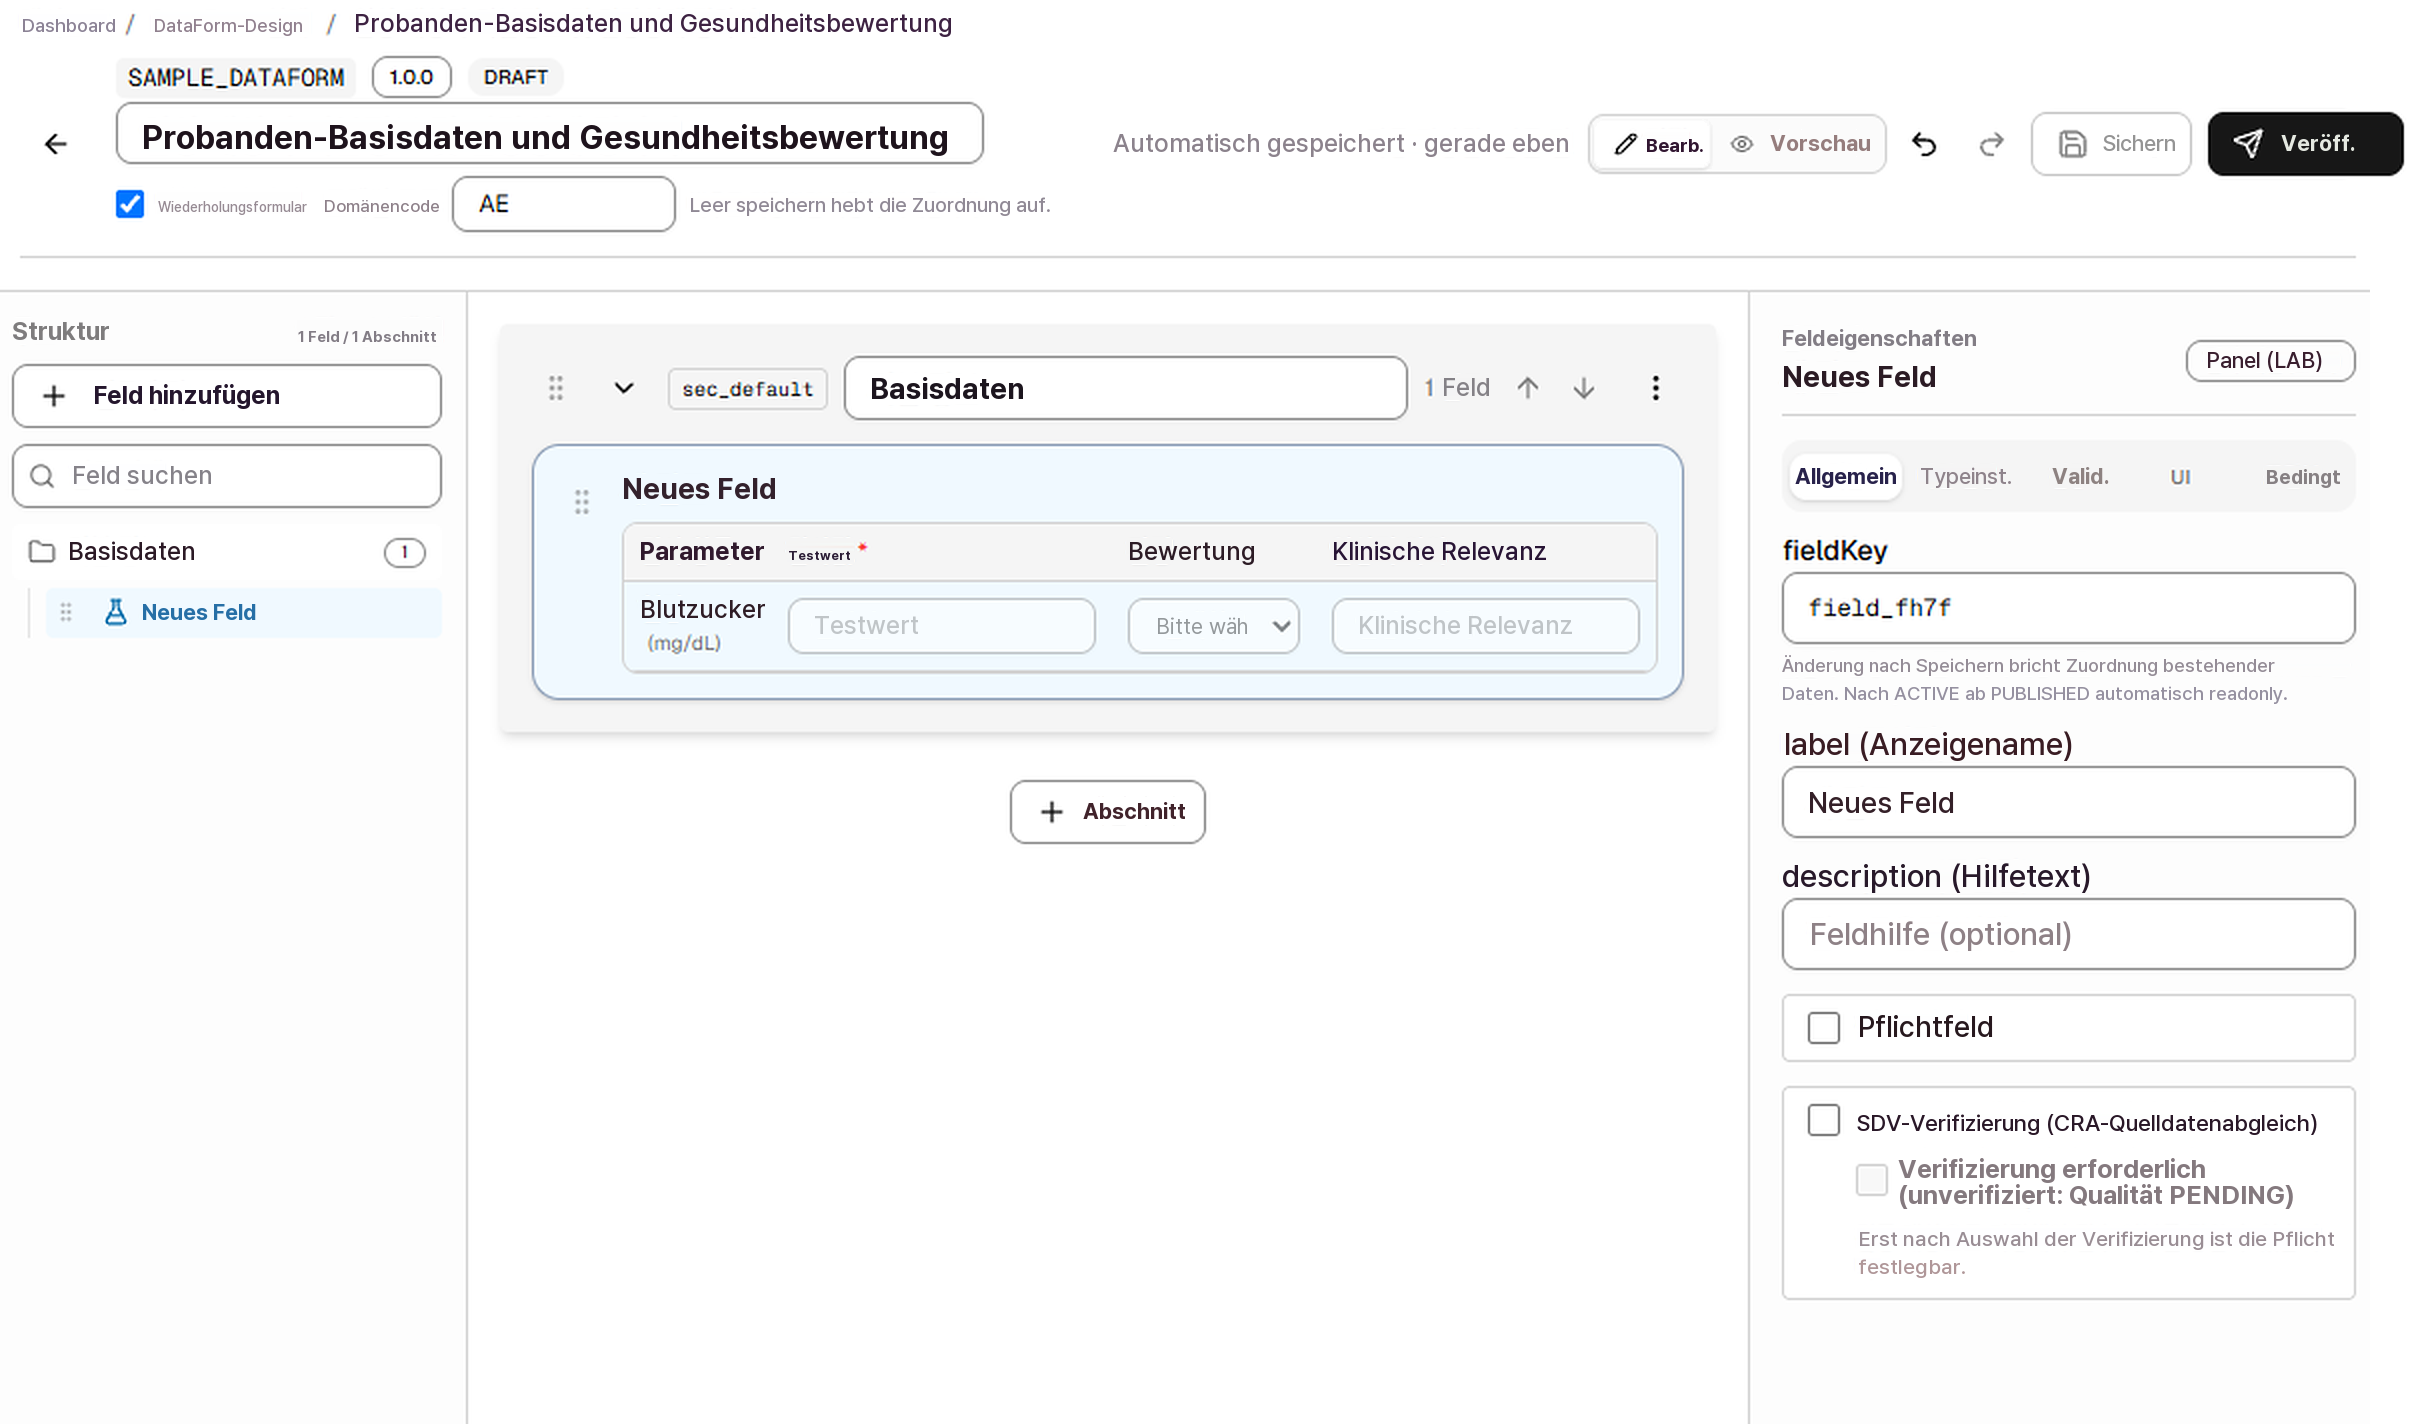 Dashboard / DataForm-Design / Probanden-Basisdaten und Gesundheitsbewertung
SAMPLE_DATAFORM 1.0.0 DRAFT
Probanden-Basisdaten und Gesundheitsbewertung
Automatisch gespeichert · gerade eben Bearb. Vorschau Sichern Veröff.
Wiederholungsformular Domänencode AE Leer speichern hebt die Zuordnung auf.
Struktur 1 Feld / 1 Abschnitt
Feld hinzufügen
Feld suchen
Basisdaten 1
Neues Feld
sec_default Basisdaten 1 Feld
Neues Feld
Parameter Testwert * Bewertung Klinische Relevanz
Blutzucker Testwert Bitte wäh Klinische Relevanz
(mg/dL)
Abschnitt
Feldeigenschaften
Neues Feld Panel (LAB)
Allgemein Typeinst. Valid. UI Bedingt
fieldKey
field_fh7f
Änderung nach Speichern bricht Zuordnung bestehender
Daten. Nach ACTIVE ab PUBLISHED automatisch readonly.
label (Anzeigename)
Neues Feld
description (Hilfetext)
Feldhilfe (optional)
Pflichtfeld
SDV-Verifizierung (CRA-Quelldatenabgleich)
Verifizierung erforderlich
(unverifiziert: Qualität PENDING)
Erst nach Auswahl der Verifizierung ist die Pflicht
festlegbar.